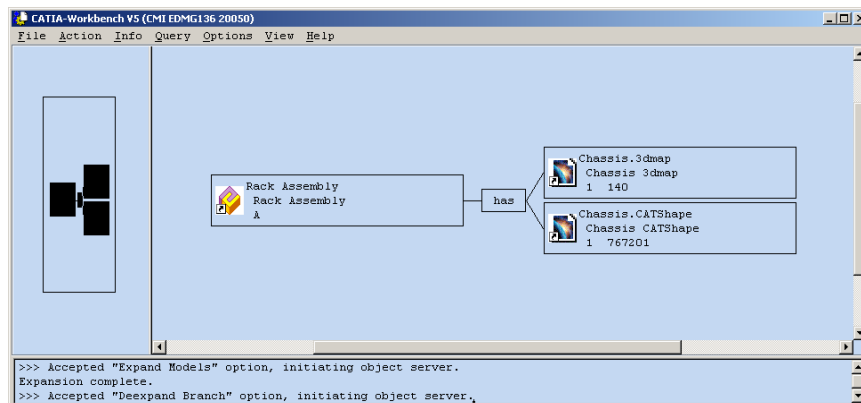 CATIA-Workbench V5 (CMI EDMG136 20050)
File Action Info Query Options View Help
Rack Assembly
Rack Assembly
A
has
Chassis.3dmap
Chassis 3dmap
1 140
Chassis.CATShape
Chassis CATShape
1 767201
>>> Accepted "Expand Models" option, initiating object server.
Expansion complete.
>>> Accepted "Deexpand Branch" option, initiating object server.